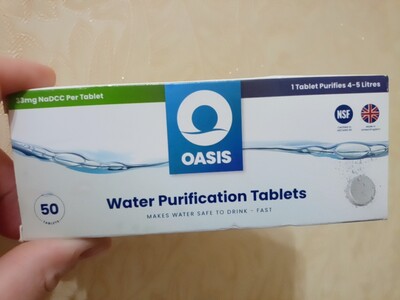 33mg NaDCC Per Tablet
1 Tablet Purifies 4-5 Litres
OASIS
NSF
50
TABLETS
Water Purification Tablets
MAKES WATER SAFE TO DRINK - FAST